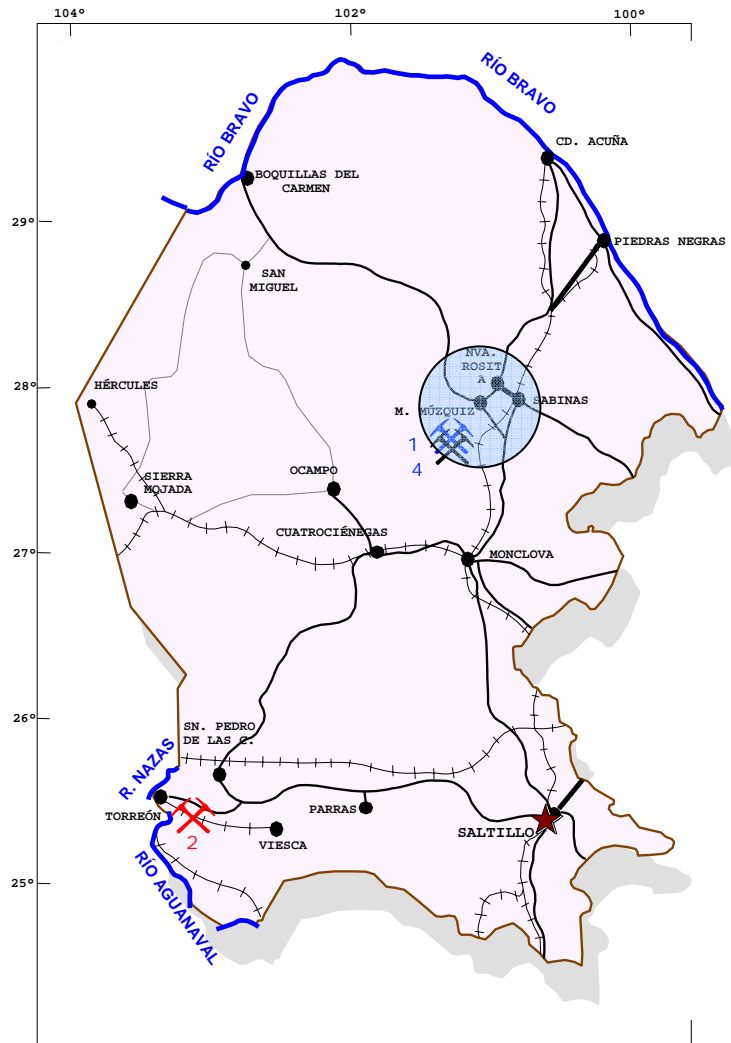 104°
102°
100°
RÍO BRAVO
RÍO BRAVO
CD. ACUÑA
BOQUILLAS DEL
CARMEN
29°
PIEDRAS NEGRAS
SAN
MIGUEL
NVA.
ROSIT
A
28°
HÉRCULES
SABINAS
M. MÚZQUIZ
1
4
OCAMPO
SIERRA
MOJADA
CUATROCIÉNEGAS
27°
MONCLOVA
26°
SN. PEDRO
DE LAS C.
R. NAZAS
TORREÓN
PARRAS
SALTILLO
2
VIESCA
RÍO AGUANAVAL
25°